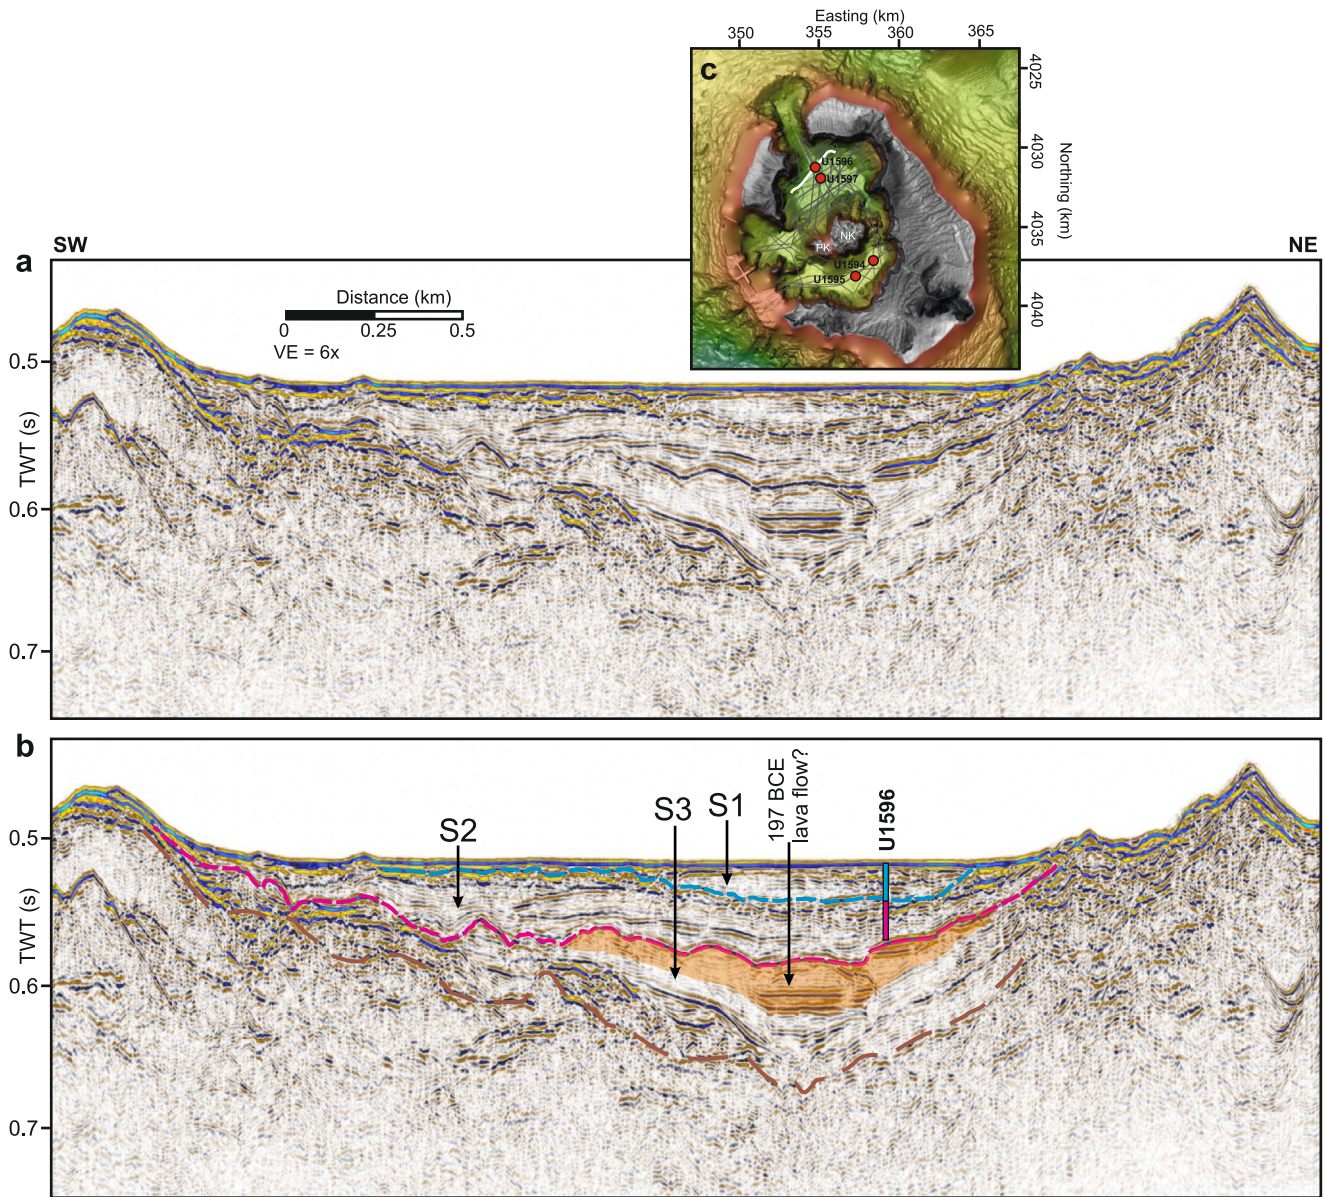 Easting (km)
350 355 360 365
c
4025
4030
4035
4040
Northing (km)
U1596
U1597
NK
PK
U1594
U1595
SW
NE
a
Distance (km)
0 0.25 0.5
VE = 6x
0.5
0.6
0.7
TWT (s)
b
S2
S3
S1
197 BCE
lava flow?
U1596
0.5
0.6
0.7
TWT (s)